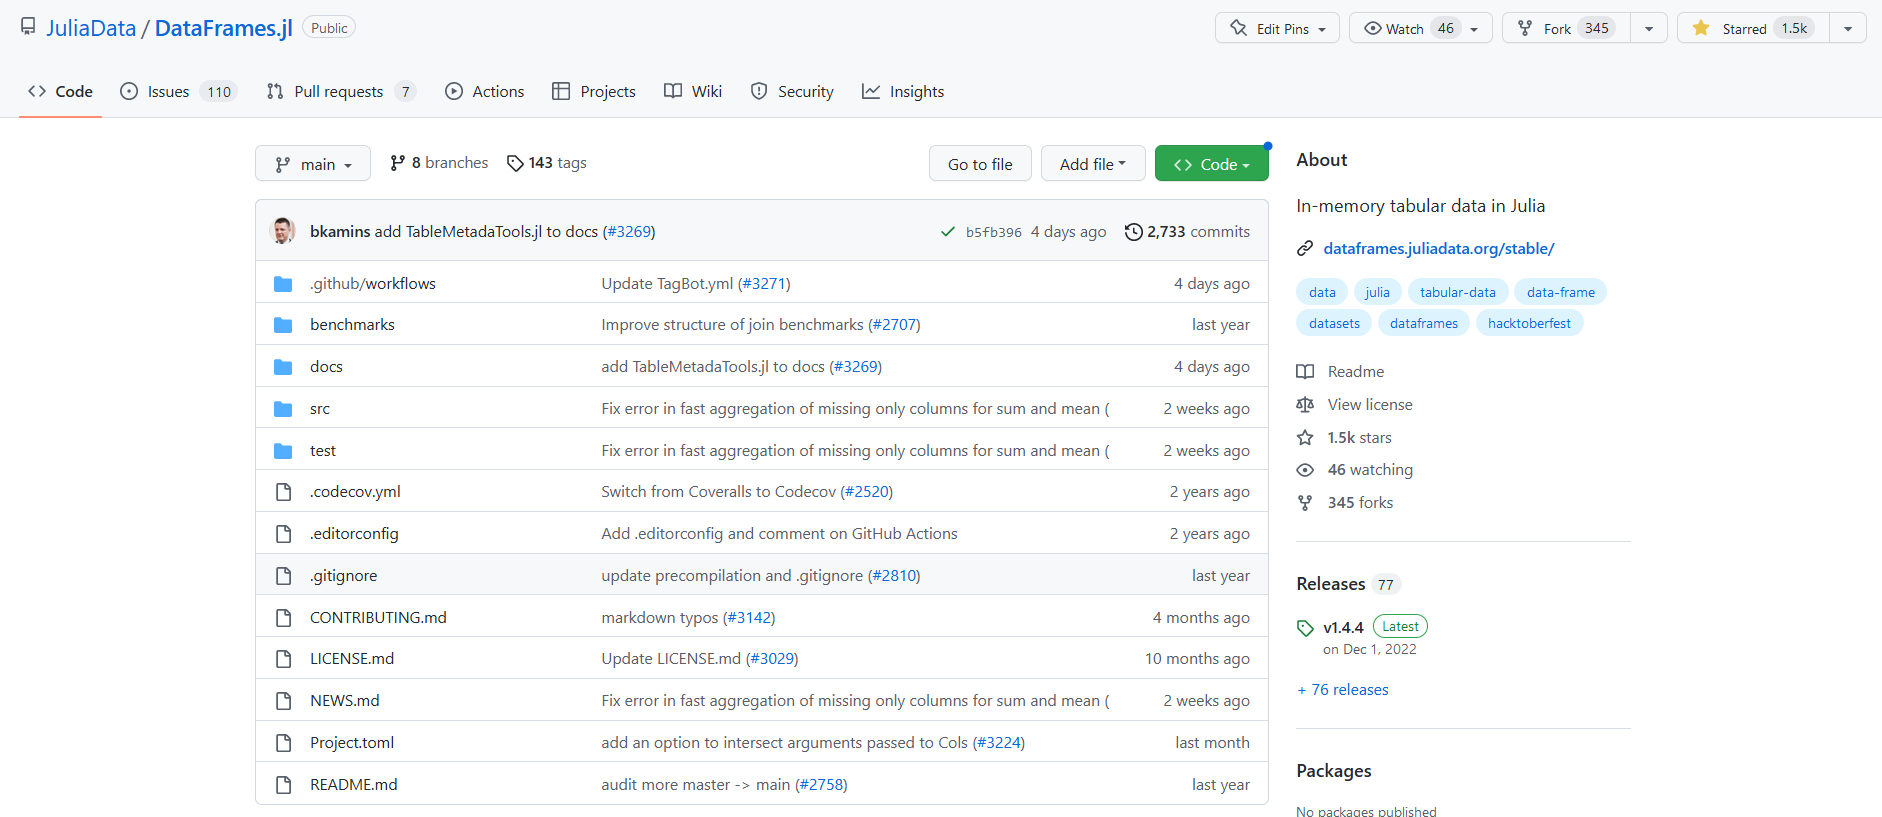 JuliaData / DataFrames.jl Public
Edit Pins Watch 46 Fork 345 Starred 1.5k
Code Issues 110 Pull requests 7 Actions Projects Wiki Security Insights
main 8 branches 143 tags Go to file Add file Code
bkamins add TableMetadaTools.jl to docs (#3269) b5fb396 4 days ago 2,733 commits
.github/workflows Update TagBot.yml (#3271) 4 days ago
benchmarks Improve structure of join benchmarks (#2707) last year
docs add TableMetadaTools.jl to docs (#3269) 4 days ago
src Fix error in fast aggregation of missing only columns for sum and mean ( 2 weeks ago
test Fix error in fast aggregation of missing only columns for sum and mean ( 2 weeks ago
.codecov.yml Switch from Coveralls to Codecov (#2520) 2 years ago
.editorconfig Add .editorconfig and comment on GitHub Actions 2 years ago
.gitignore update precompilation and .gitignore (#2810) last year
CONTRIBUTING.md markdown typos (#3142) 4 months ago
LICENSE.md Update LICENSE.md (#3029) 10 months ago
NEWS.md Fix error in fast aggregation of missing only columns for sum and mean ( 2 weeks ago
Project.toml add an option to intersect arguments passed to Cols (#3224) last month
README.md audit more master -> main (#2758) last year
About
In-memory tabular data in Julia
dataframes.juliadata.org/stable/
data julia tabular-data data-frame
datasets dataframes hacktoberfest
Readme
View license
1.5k stars
46 watching
345 forks
Releases 77
v1.4.4 Latest
on Dec 1, 2022
+ 76 releases
Packages
No packages published